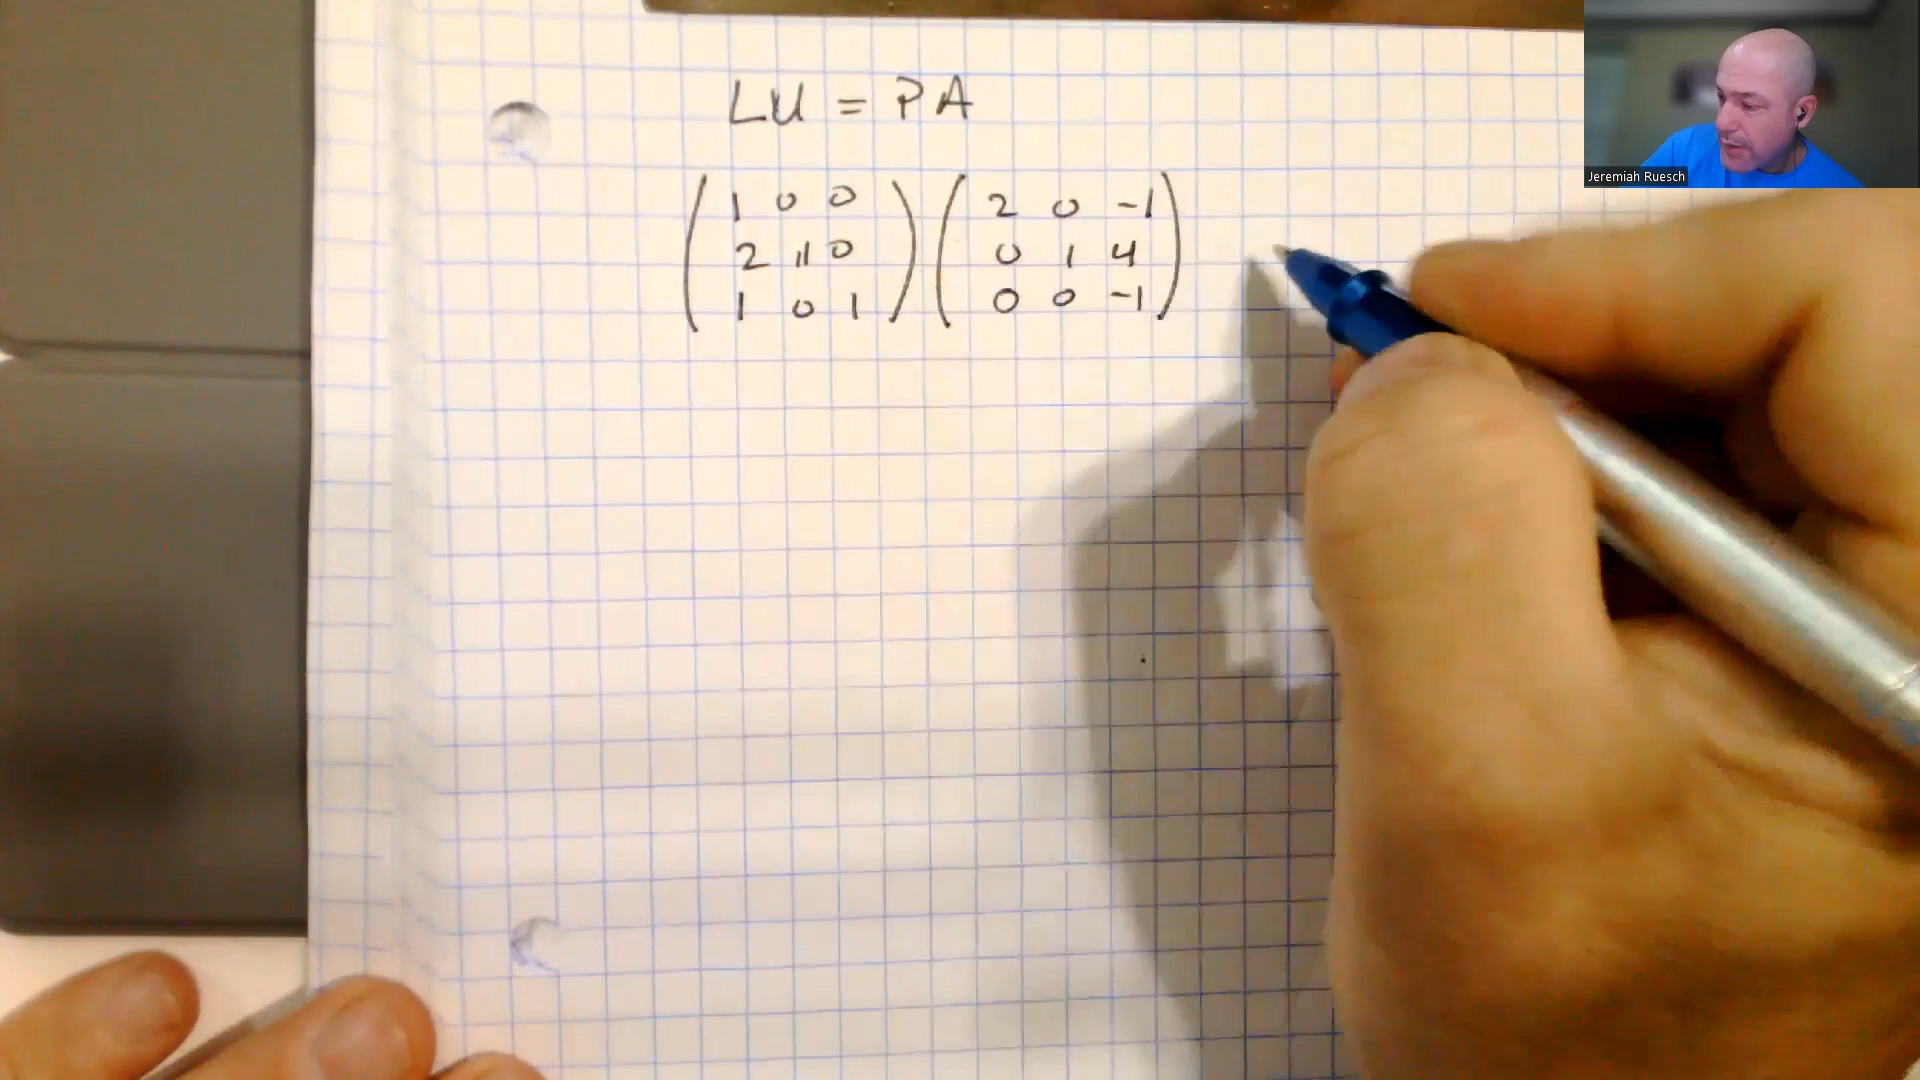 LU = PA
Jeremiah Ruesch
( 1 0 0 ) ( 2 0 -1 )
( 2 1 0 ) ( 0 1 4 )
( 1 0 1 ) ( 0 0 -1 )